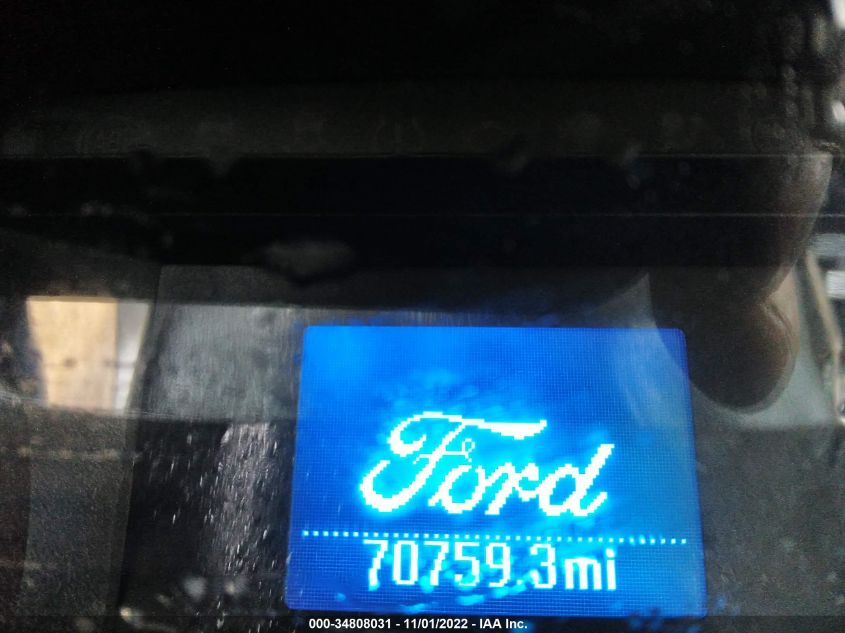 Ford
70759.3mi
000-34808031 - 11/01/2022 - IAA Inc.